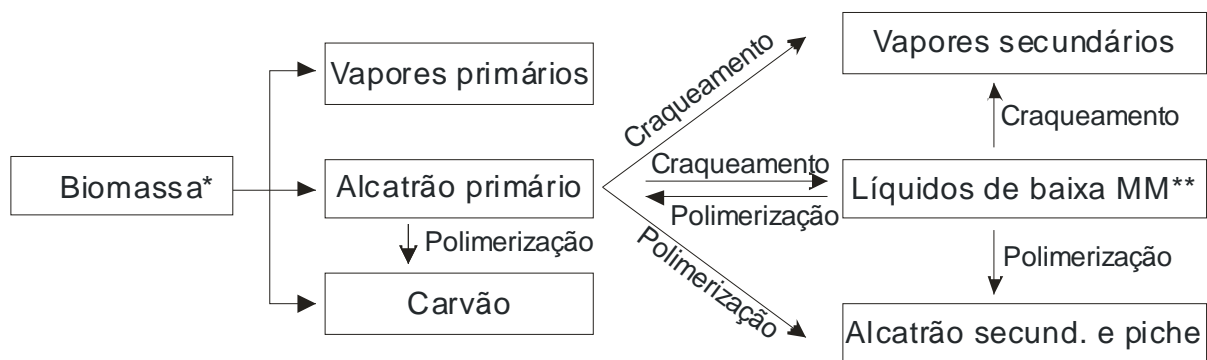 Vapores primários
Biomassa*
Alcatrão primário
Polimerização
Carvão
Craqueamento
Craqueamento
Polimerização
Polimerização
Vapores secundários
Craqueamento
Líquidos de baixa MM**
Polimerização
Alcatrão secund. e piche